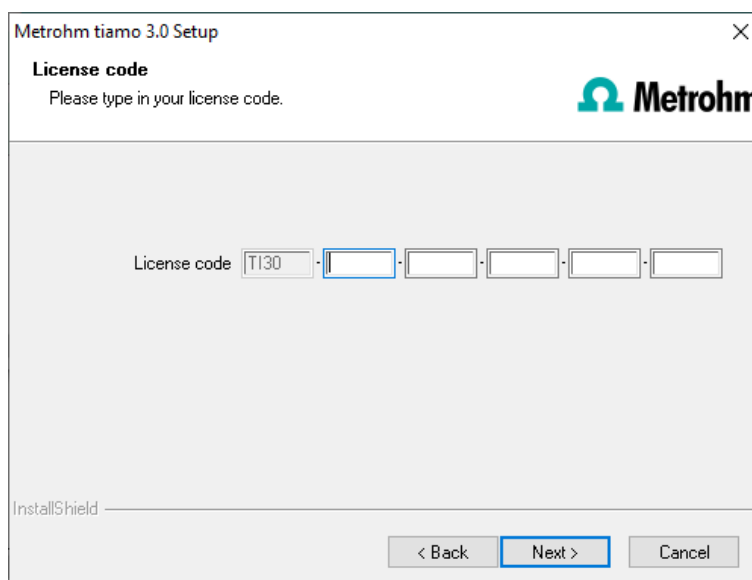 Metrohm tiamo 3.0 Setup
License code
Please type in your license code.
Metrohm
License code TI30 - - - - -
InstallShield
< Back Next > Cancel